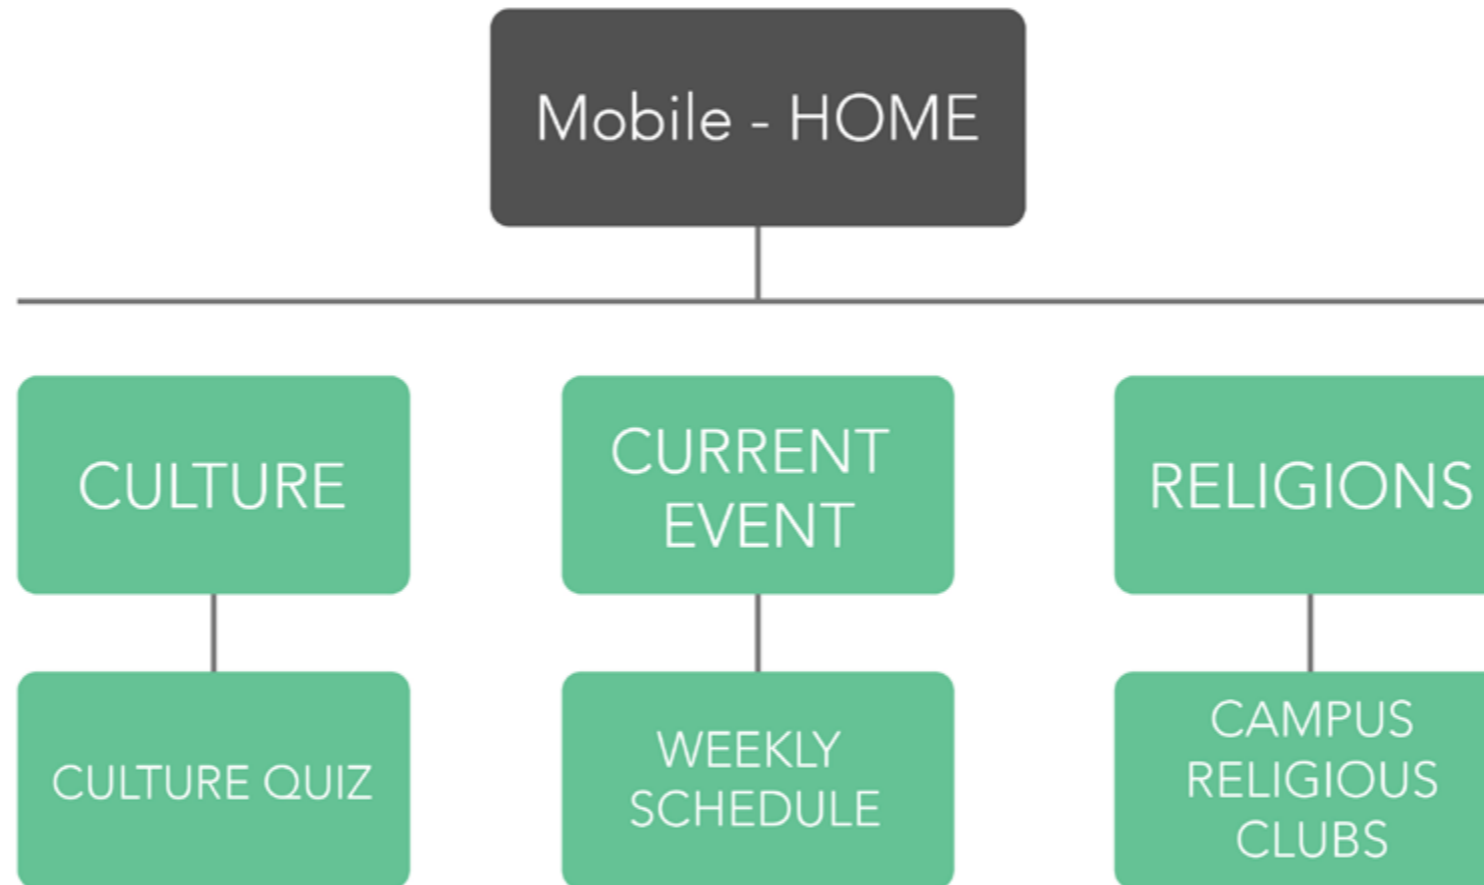 Mobile - HOME
CULTURE
CURRENT
EVENT
RELIGIONS
CULTURE QUIZ
WEEKLY
SCHEDULE
CAMPUS
RELIGIOUS
CLUBS